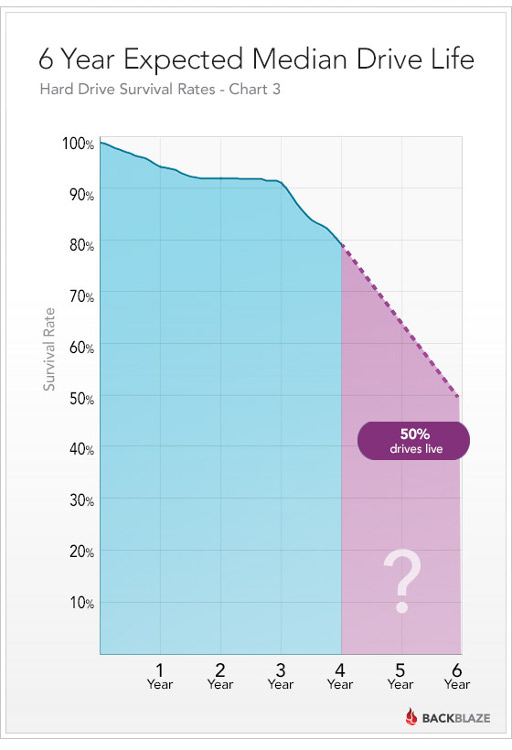 6 Year Expected Median Drive Life
Hard Drive Survival Rates - Chart 3
100%
90%
80%
70%
60%
50%
40%
30%
20%
10%
Survival Rate
50%
drives live
?
1 2 3 4 5 6
Year Year Year Year Year Year
BACKBLAZE